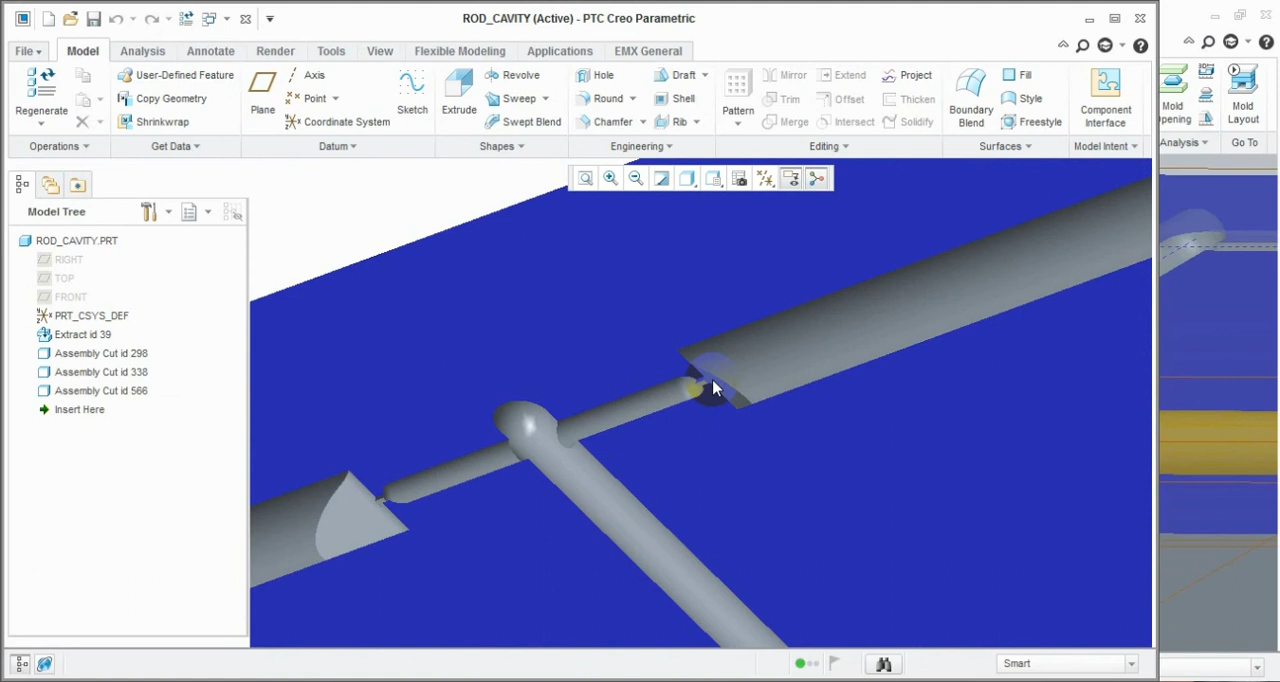 ROD_CAVITY (Active) - PTC Creo Parametric
File Model Analysis Annotate Render Tools View Flexible Modeling Applications EMX General
Regenerate
User-Defined Feature
Copy Geometry
Shrinkwrap
Plane
Axis
Point
Coordinate System
Sketch
Extrude
Revolve
Sweep
Swept Blend
Hole
Round
Chamfer
Draft
Shell
Rib
Pattern
Mirror
Trim
Merge
Extend
Offset
Intersect
Project
Thicken
Solidify
Boundary
Blend
Fill
Style
Freestyle
Component
Interface
Mold
Opening
Mold
Layout
Operations Get Data Datum Shapes Engineering Editing Surfaces Model Intent Analysis Go To
Model Tree
ROD_CAVITY.PRT
RIGHT
TOP
FRONT
PRT_CSYS_DEF
Extract id 39
Assembly Cut id 298
Assembly Cut id 338
Assembly Cut id 566
Insert Here
Smart